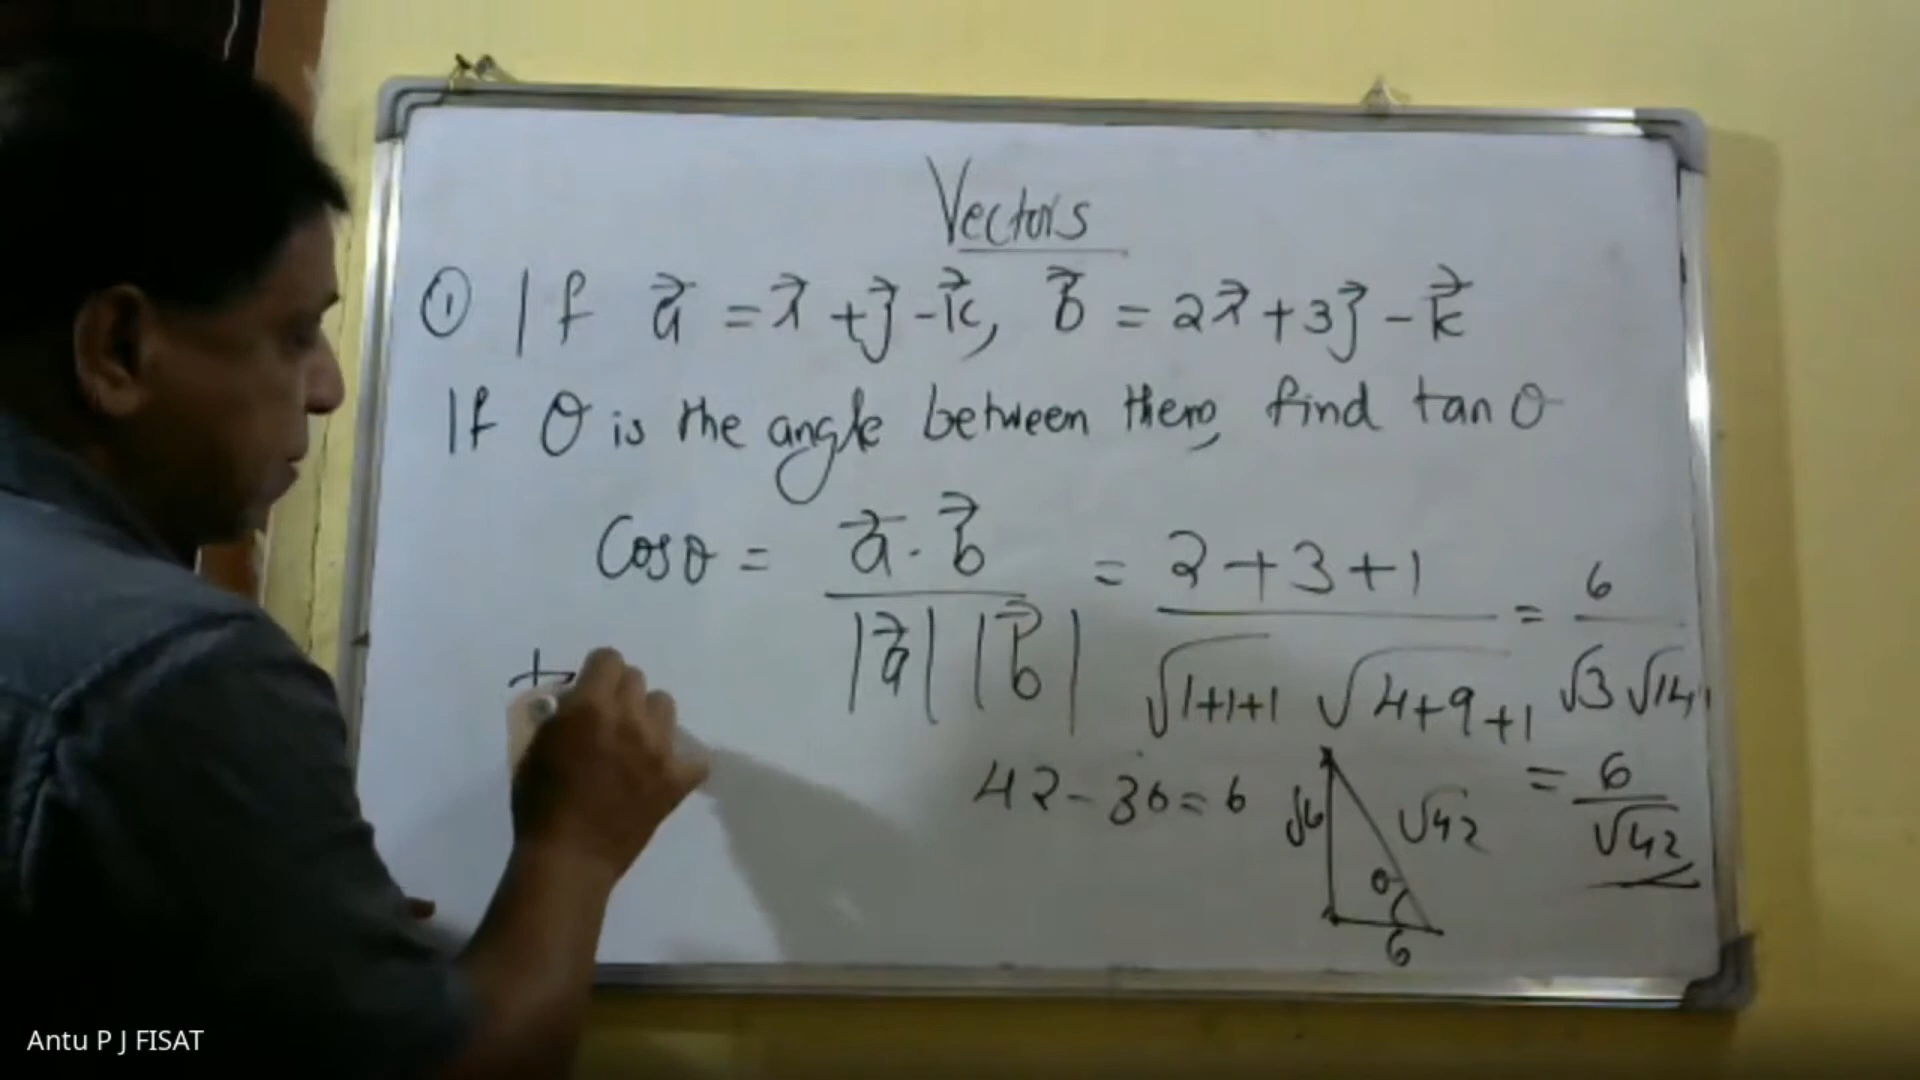 Vectors
① If a⃗ = i⃗ + j⃗ - k⃗, b⃗ = 2i⃗ + 3j⃗ - k⃗
If θ is the angle between them, find tan θ
Cosθ = a⃗ . b⃗ / |a⃗| |b⃗| = 2+3+1 / √1+1+1 √4+9+1 = 6 / √3 √14
42-36=6 √6 √42 θ 6 = 6 / √42
Antu P J FISAT